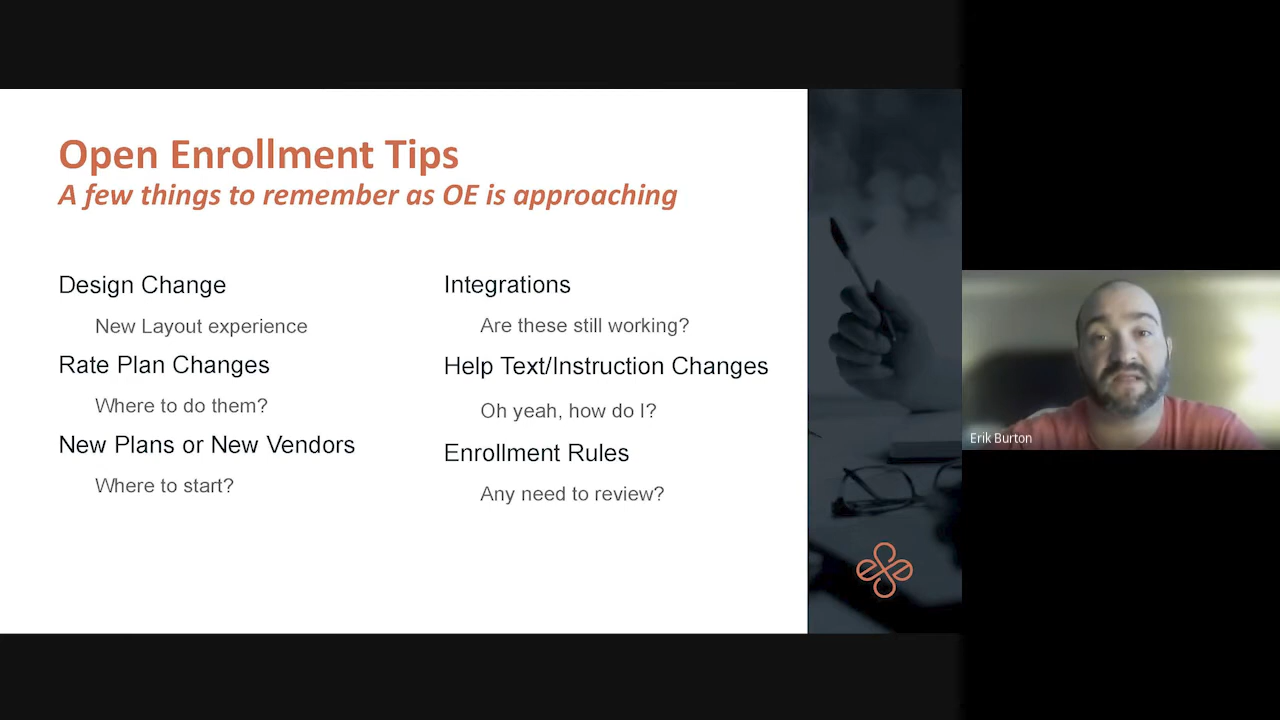 Open Enrollment Tips
A few things to remember as OE is approaching
Design Change
New Layout experience
Rate Plan Changes
Where to do them?
New Plans or New Vendors
Where to start?
Integrations
Are these still working?
Help Text/Instruction Changes
Oh yeah, how do I?
Enrollment Rules
Any need to review?
Erik Burton